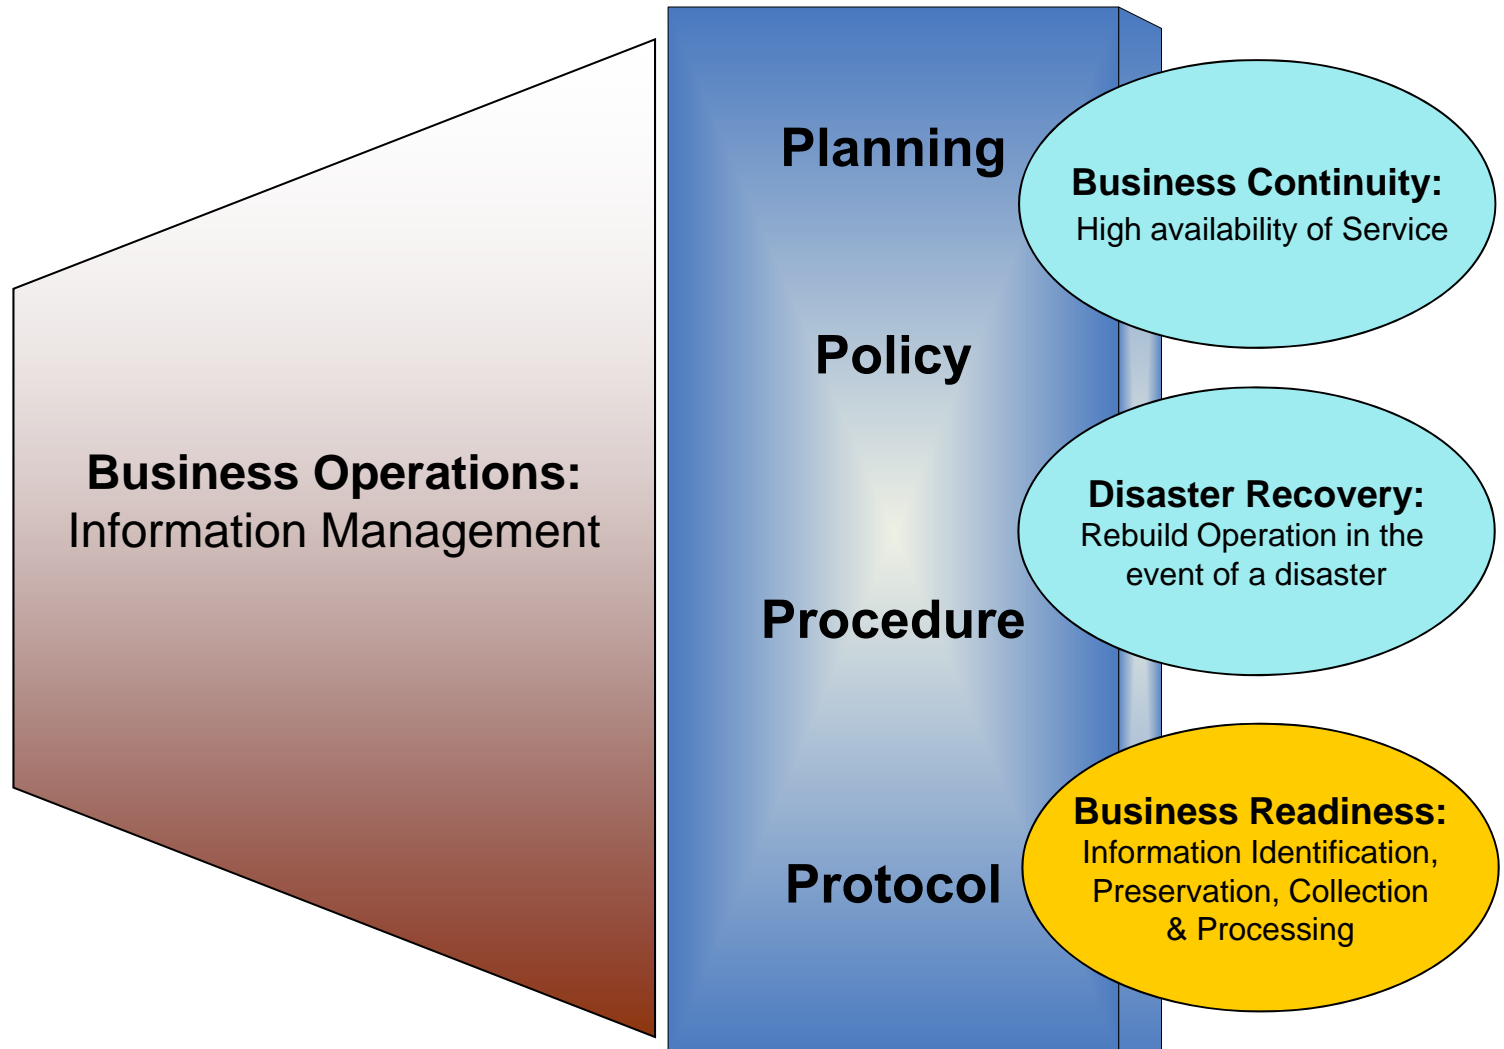 Business Operations:
Information Management
Planning
Policy
Procedure
Protocol
Business Continuity:
High availability of Service
Disaster Recovery:
Rebuild Operation in the
event of a disaster
Business Readiness:
Information Identification,
Preservation, Collection
& Processing